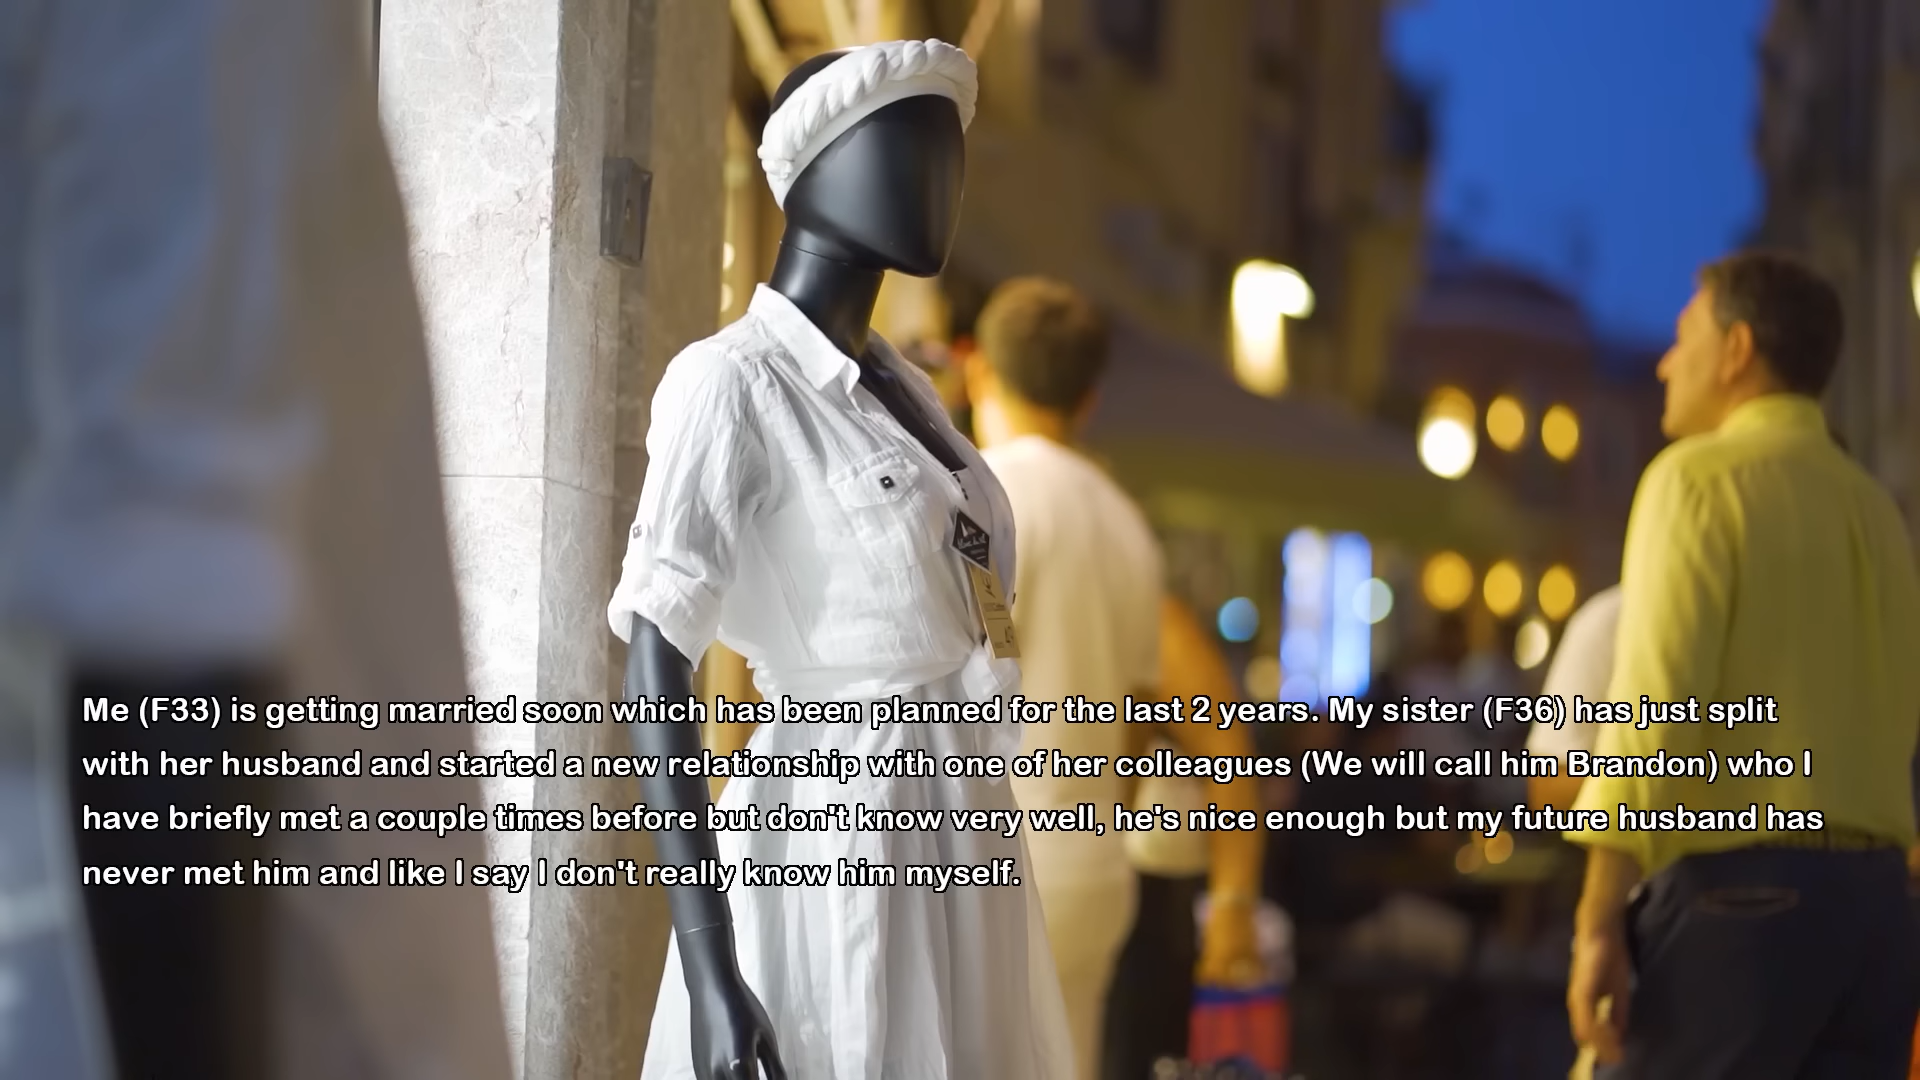 Me (F33) is getting married soon which has been planned for the last 2 years. My sister (F36) has just split
with her husband and started a new relationship with one of her colleagues (We will call him Brandon) who I
have briefly met a couple times before but don't know very well, he's nice enough but my future husband has
never met him and like I say I don't really know him myself.